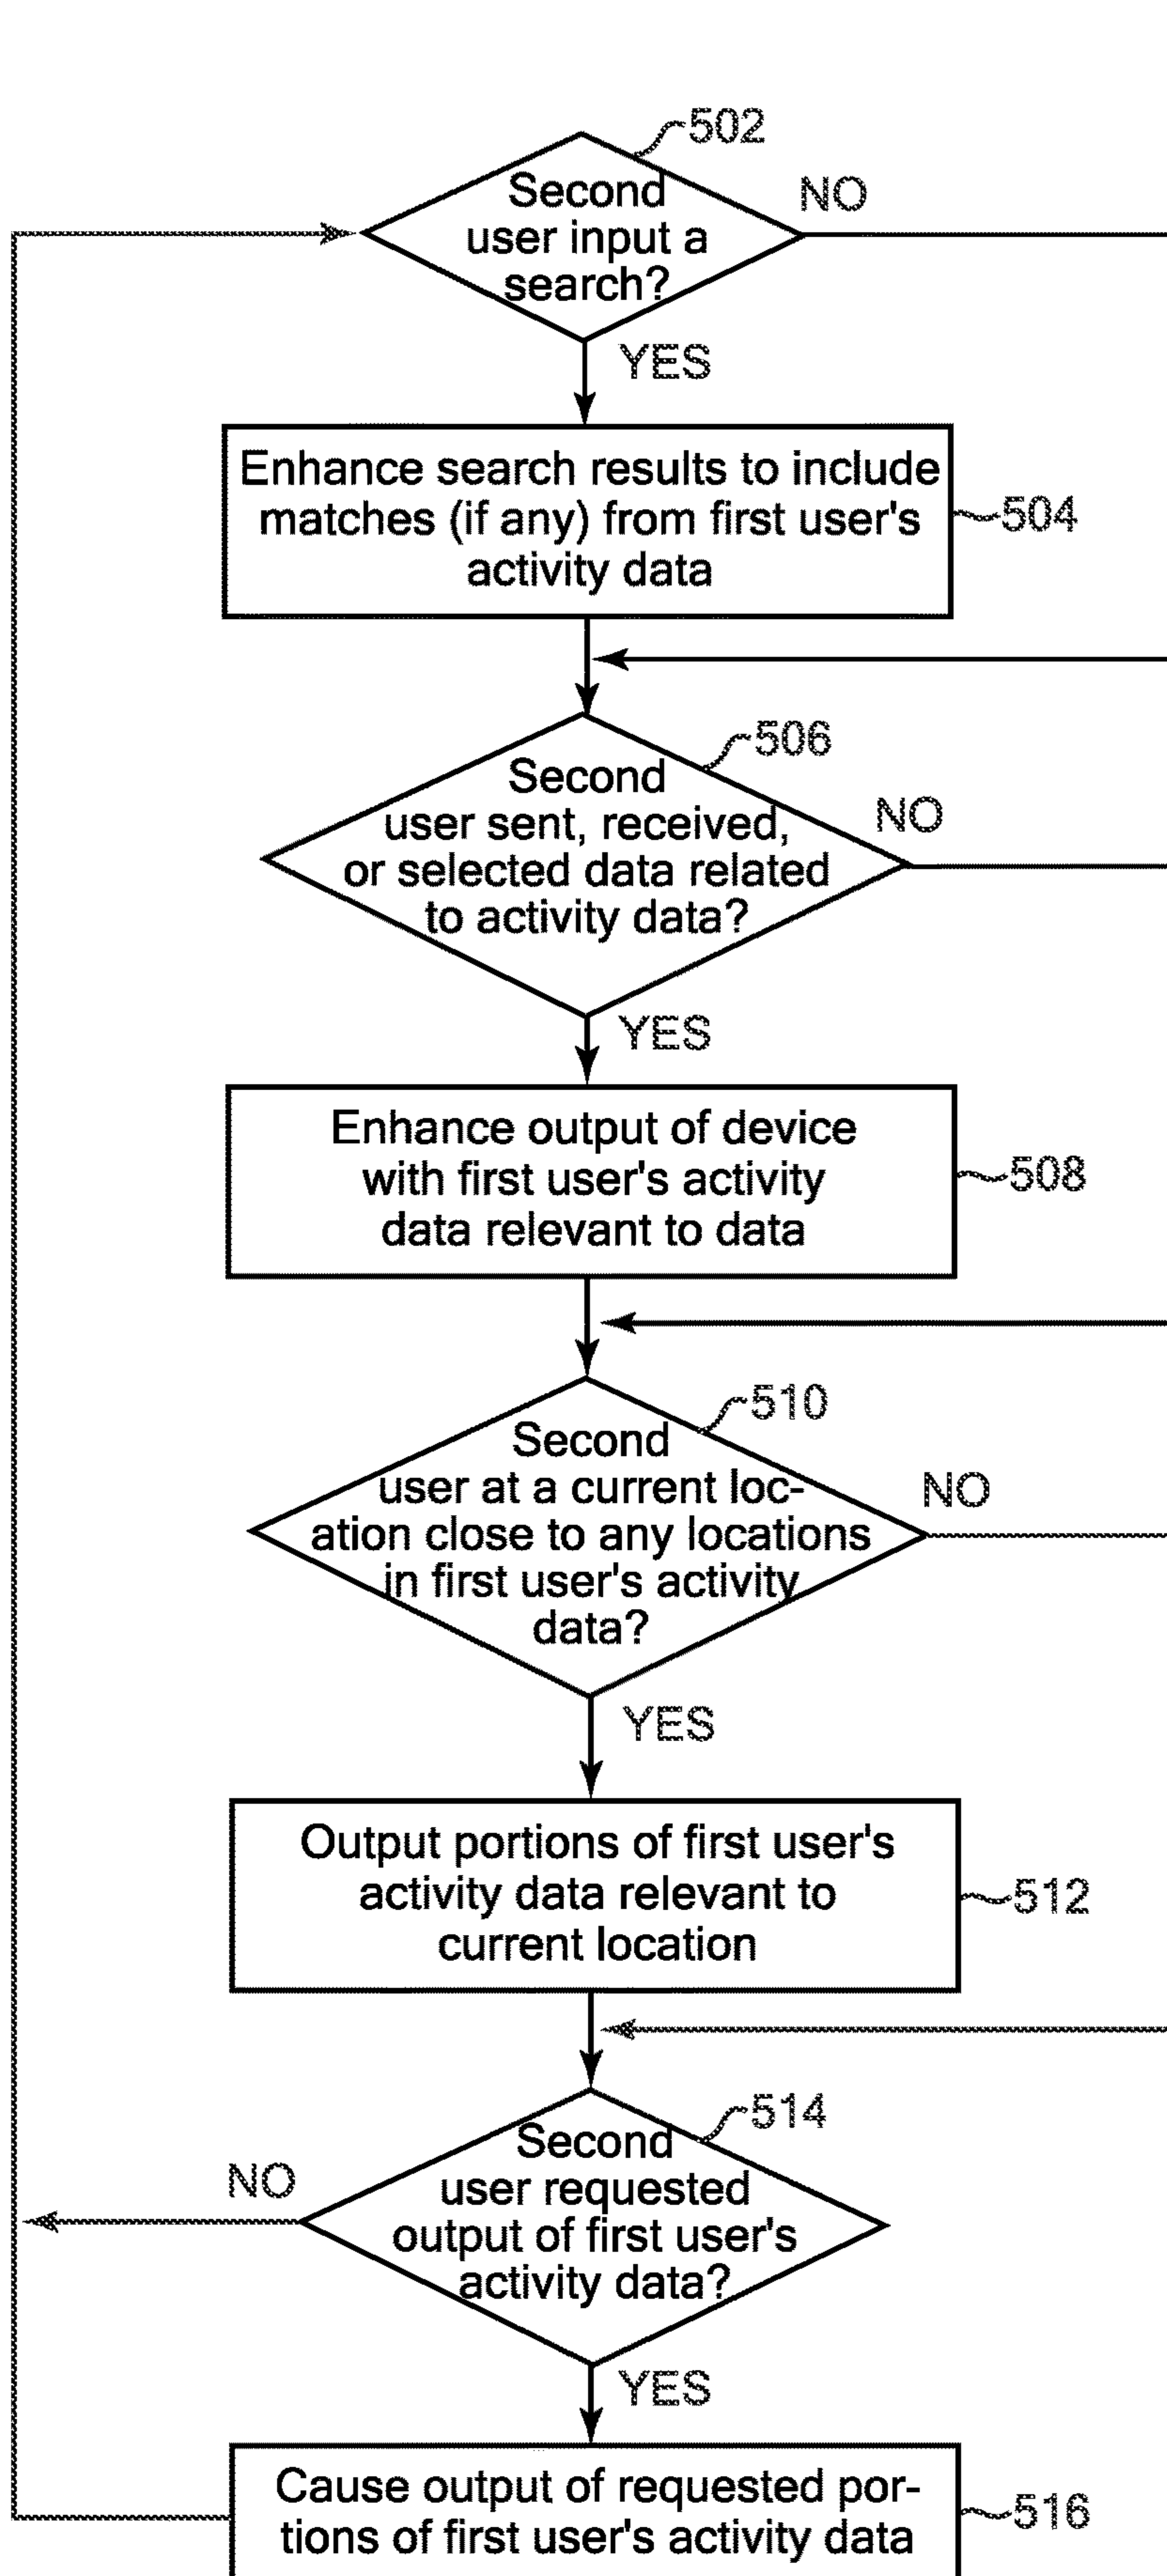 502
Second
user input a
search?
NO
YES
Enhance search results to include
matches (if any) from first user's
activity data
504
506
Second
user sent, received,
or selected data related
to activity data?
NO
YES
Enhance output of device
with first user's activity
data relevant to data
508
510
Second
user at a current loc-
ation close to any locations
in first user's activity
data?
NO
YES
Output portions of first user's
activity data relevant to
current location
512
514
Second
user requested
output of first user's
activity data?
NO
YES
Cause output of requested por-
tions of first user's activity data
516